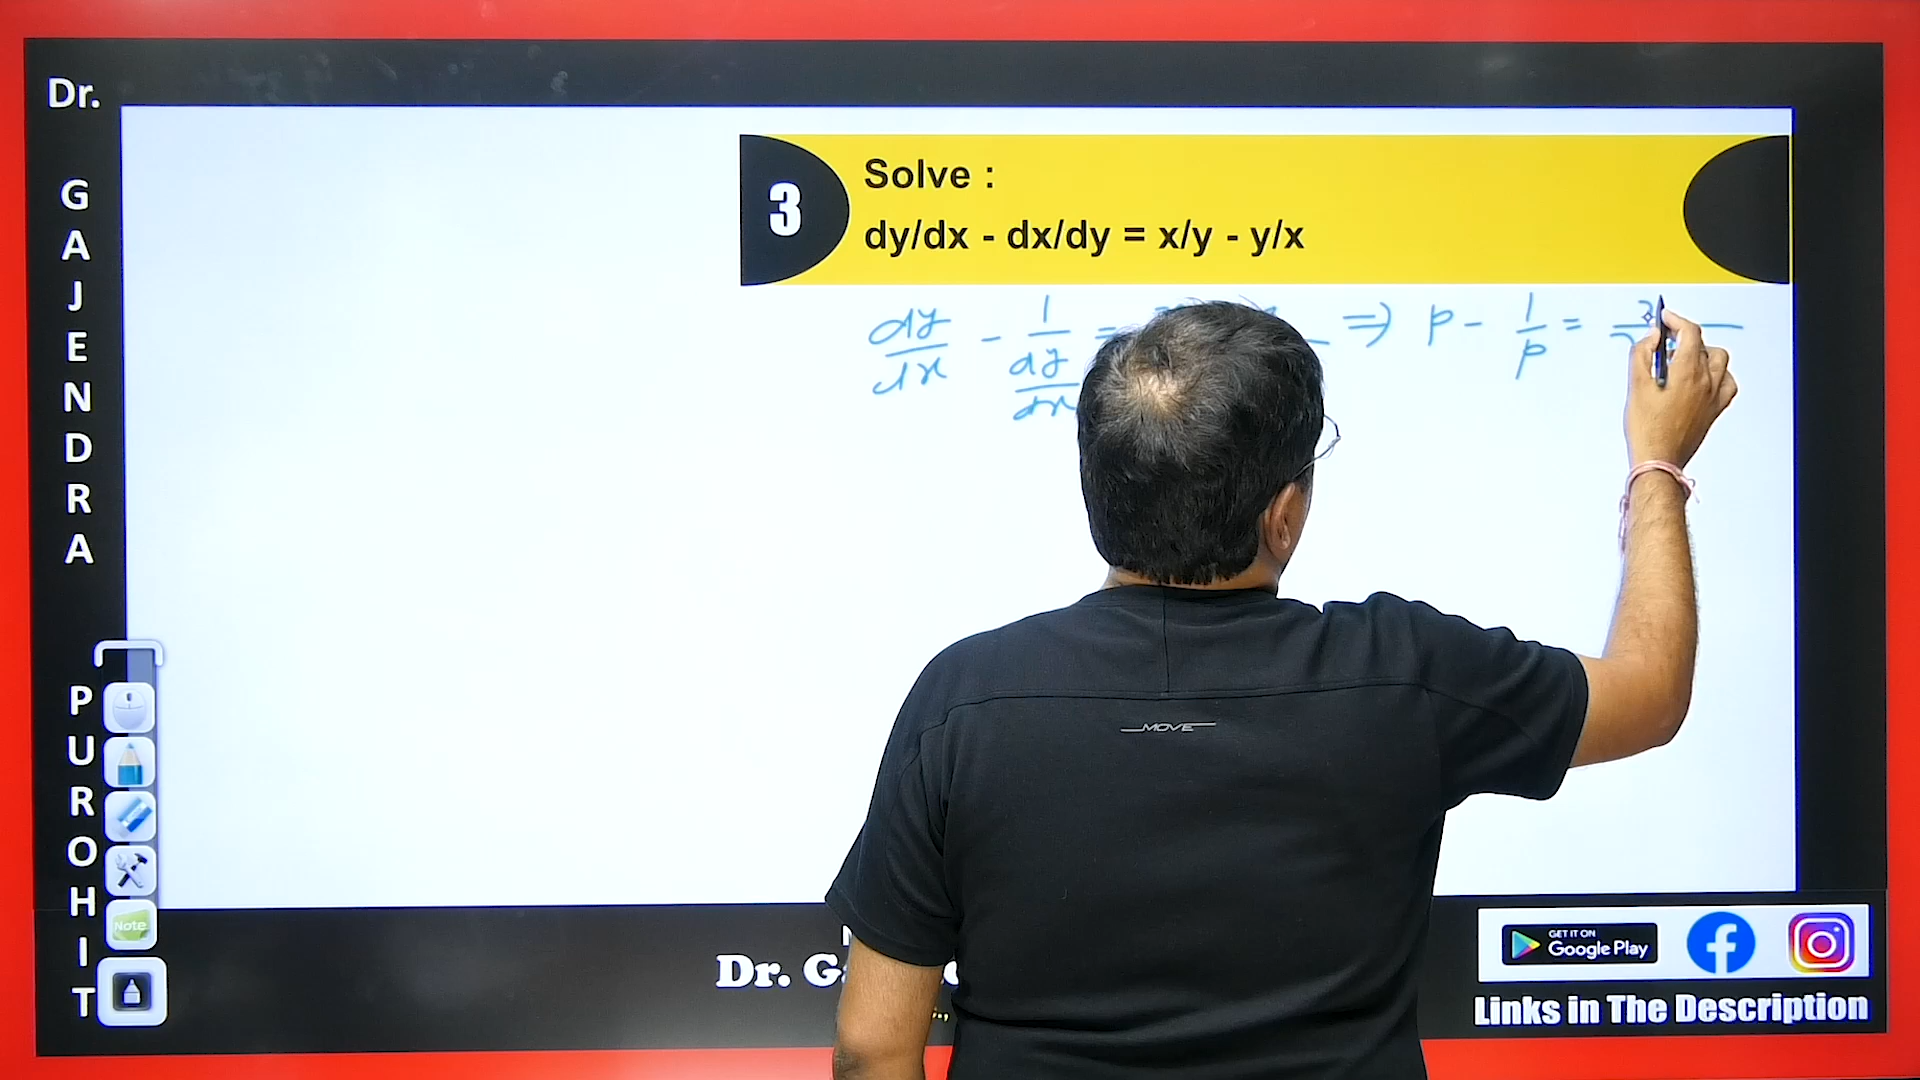 Dr.
GAJENDRA
PUROHIT
3
Solve :
dy/dx - dx/dy = x/y - y/x
dy/dx - 1/(dy/dx) = ⇒ p - 1/p =
MOVE
Note
Dr. Ga
GET IT ON
Google Play
Links in The Description